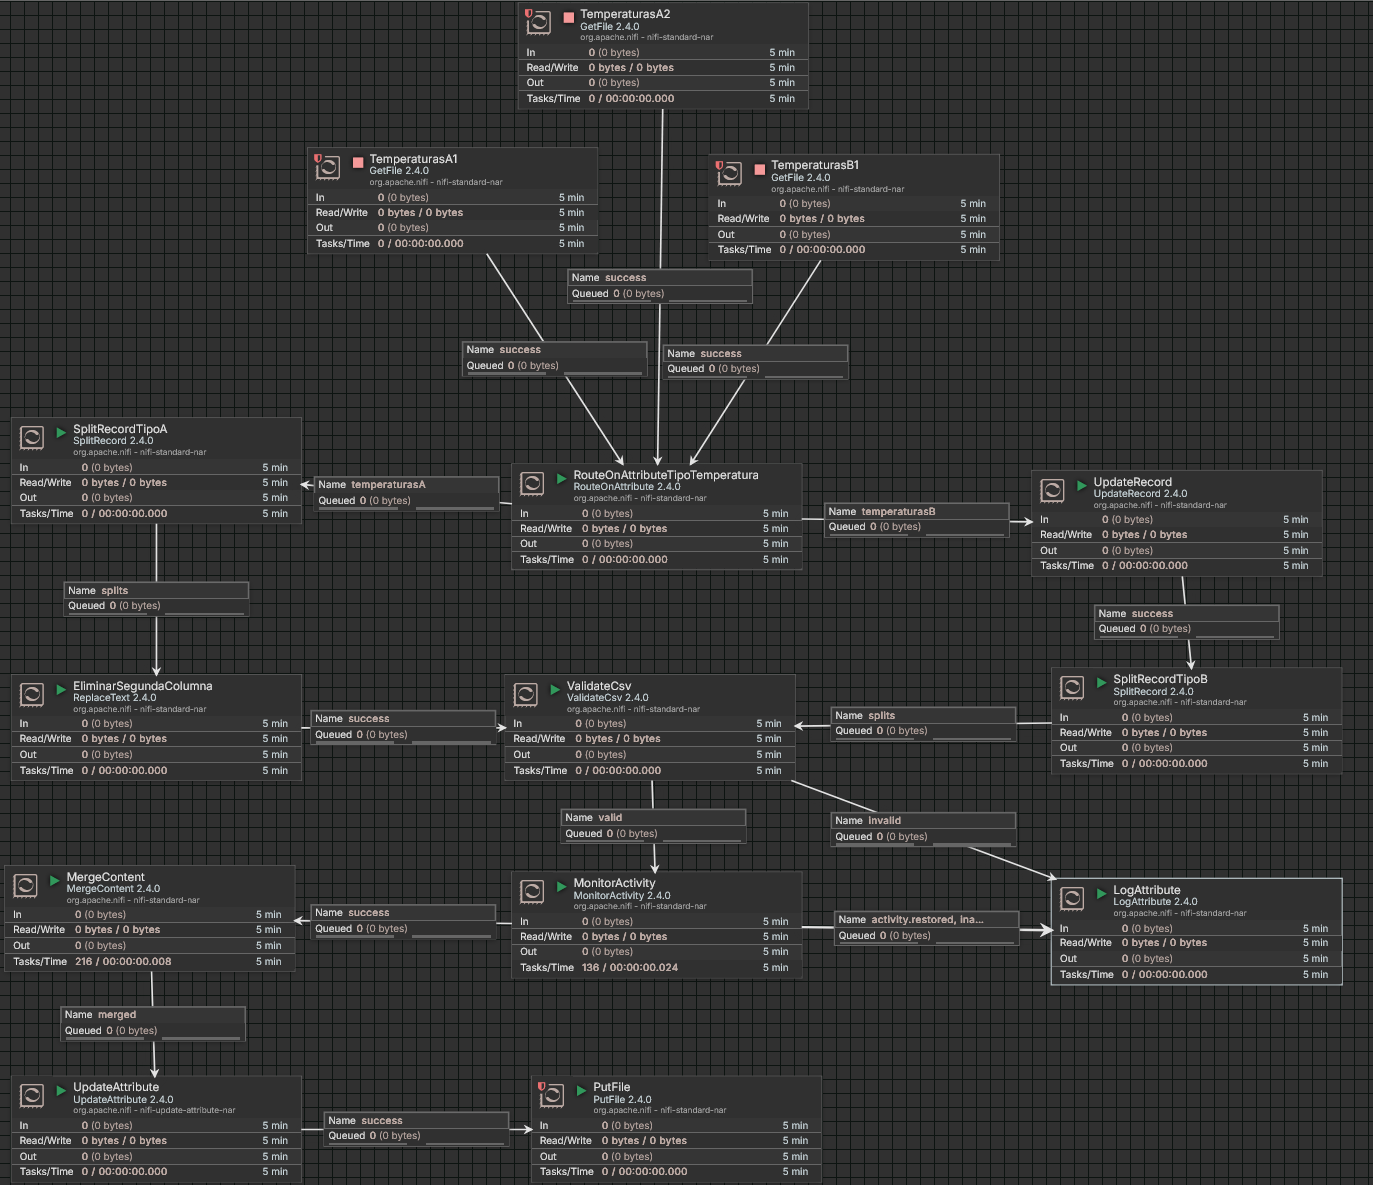 TemperaturasA2
GetFile 2.4.0
org.apache.nifi - nifi-standard-nar
In 0 (0 bytes) 5 min
Read/Write 0 bytes / 0 bytes 5 min
Out 0 (0 bytes) 5 min
Tasks/Time 0 / 00:00:00.000 5 min
TemperaturasA1
GetFile 2.4.0
org.apache.nifi - nifi-standard-nar
In 0 (0 bytes) 5 min
Read/Write 0 bytes / 0 bytes 5 min
Out 0 (0 bytes) 5 min
Tasks/Time 0 / 00:00:00.000 5 min
TemperaturasB1
GetFile 2.4.0
org.apache.nifi - nifi-standard-nar
In 0 (0 bytes) 5 min
Read/Write 0 bytes / 0 bytes 5 min
Out 0 (0 bytes) 5 min
Tasks/Time 0 / 00:00:00.000 5 min
Name success
Queued 0 (0 bytes)
Name success
Queued 0 (0 bytes)
Name success
Queued 0 (0 bytes)
SplitRecordTipoA
SplitRecord 2.4.0
org.apache.nifi - nifi-standard-nar
In 0 (0 bytes) 5 min
Read/Write 0 bytes / 0 bytes 5 min
Out 0 (0 bytes) 5 min
Tasks/Time 0 / 00:00:00.000 5 min
Name temperaturasA
Queued 0 (0 bytes)
RouteOnAttributeTipoTemperatura
RouteOnAttribute 2.4.0
org.apache.nifi - nifi-standard-nar
In 0 (0 bytes) 5 min
Read/Write 0 bytes / 0 bytes 5 min
Out 0 (0 bytes) 5 min
Tasks/Time 0 / 00:00:00.000 5 min
Name temperaturasB
Queued 0 (0 bytes)
UpdateRecord
UpdateRecord 2.4.0
org.apache.nifi - nifi-standard-nar
In 0 (0 bytes) 5 min
Read/Write 0 bytes / 0 bytes 5 min
Out 0 (0 bytes) 5 min
Tasks/Time 0 / 00:00:00.000 5 min
Name splits
Queued 0 (0 bytes)
Name success
Queued 0 (0 bytes)
EliminarSegundaColumna
ReplaceText 2.4.0
org.apache.nifi - nifi-standard-nar
In 0 (0 bytes) 5 min
Read/Write 0 bytes / 0 bytes 5 min
Out 0 (0 bytes) 5 min
Tasks/Time 0 / 00:00:00.000 5 min
Name success
Queued 0 (0 bytes)
ValidateCsv
ValidateCsv 2.4.0
org.apache.nifi - nifi-standard-nar
In 0 (0 bytes) 5 min
Read/Write 0 bytes / 0 bytes 5 min
Out 0 (0 bytes) 5 min
Tasks/Time 0 / 00:00:00.000 5 min
Name splits
Queued 0 (0 bytes)
SplitRecordTipoB
SplitRecord 2.4.0
org.apache.nifi - nifi-standard-nar
In 0 (0 bytes) 5 min
Read/Write 0 bytes / 0 bytes 5 min
Out 0 (0 bytes) 5 min
Tasks/Time 0 / 00:00:00.000 5 min
Name valid
Queued 0 (0 bytes)
Name invalid
Queued 0 (0 bytes)
MergeContent
MergeContent 2.4.0
org.apache.nifi - nifi-standard-nar
In 0 (0 bytes) 5 min
Read/Write 0 bytes / 0 bytes 5 min
Out 0 (0 bytes) 5 min
Tasks/Time 216 / 00:00:00.008 5 min
Name success
Queued 0 (0 bytes)
MonitorActivity
MonitorActivity 2.4.0
org.apache.nifi - nifi-standard-nar
In 0 (0 bytes) 5 min
Read/Write 0 bytes / 0 bytes 5 min
Out 0 (0 bytes) 5 min
Tasks/Time 136 / 00:00:00.024 5 min
Name activity.restored, ina...
Queued 0 (0 bytes)
LogAttribute
LogAttribute 2.4.0
org.apache.nifi - nifi-standard-nar
In 0 (0 bytes) 5 min
Read/Write 0 bytes / 0 bytes 5 min
Out 0 (0 bytes) 5 min
Tasks/Time 0 / 00:00:00.000 5 min
Name merged
Queued 0 (0 bytes)
UpdateAttribute
UpdateAttribute 2.4.0
org.apache.nifi - nifi-update-attribute-nar
In 0 (0 bytes) 5 min
Read/Write 0 bytes / 0 bytes 5 min
Out 0 (0 bytes) 5 min
Tasks/Time 0 / 00:00:00.000 5 min
Name success
Queued 0 (0 bytes)
PutFile
PutFile 2.4.0
org.apache.nifi - nifi-standard-nar
In 0 (0 bytes) 5 min
Read/Write 0 bytes / 0 bytes 5 min
Out 0 (0 bytes) 5 min
Tasks/Time 0 / 00:00:00.000 5 min